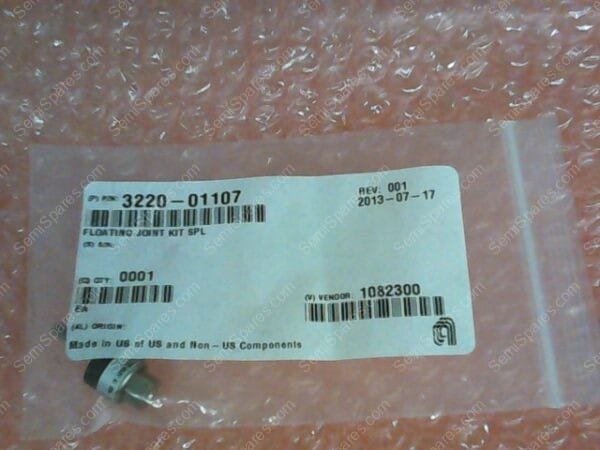 (P) P/N: 3220-01107
REV: 001
2013-07-17
FLOATING JOINT KIT SPL
(S) S/N:
(Q) QTY: 0001
EA
(V) VENDOR: 1082300
(4L) ORIGIN:
Made in US of US and Non-US Components
SemiSpares.com